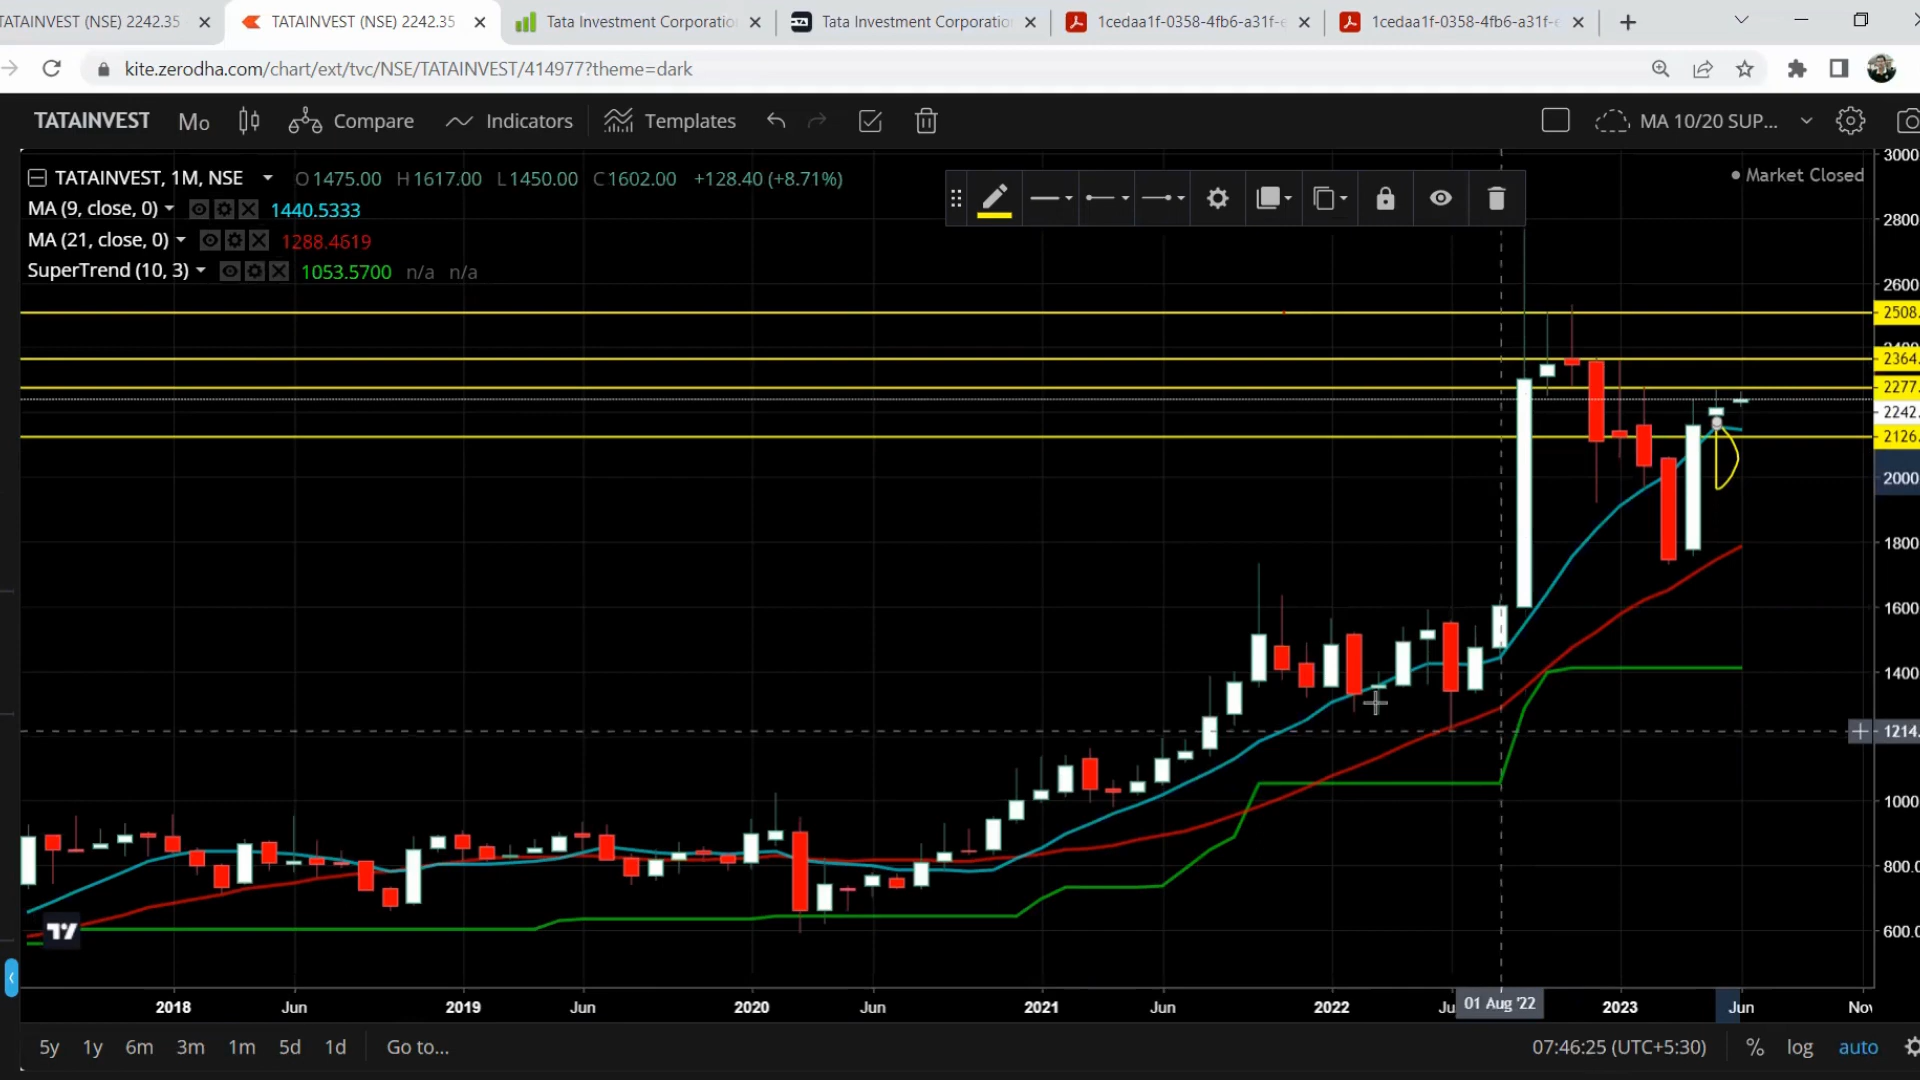 TATAINVEST (NSE) 2242.35
TATAINVEST (NSE) 2242.35
Tata Investment Corporatio
Tata Investment Corporatio
1cedaa1f-0358-4fb6-a31f-e
1cedaa1f-0358-4fb6-a31f-e
kite.zerodha.com/chart/ext/tvc/NSE/TATAINVEST/414977?theme=dark
TATAINVEST Mo Compare Indicators Templates MA 10/20 SUP...
TATAINVEST, 1M, NSE O1475.00 H1617.00 L1450.00 C1602.00 +128.40 (+8.71%)
Market Closed
MA (9, close, 0) 1440.5333
MA (21, close, 0) 1288.4619
SuperTrend (10, 3) 1053.5700 n/a n/a
3000
2800
2600
2508.
2364.
2277.
2242.
2126.
2000
1800
1600
1400
1214.
1000
800.0
600.0
2018 Jun 2019 Jun 2020 Jun 2021 Jun 2022 Ju 01 Aug '22 2023 Jun Nov
5y 1y 6m 3m 1m 5d 1d Go to... 07:46:25 (UTC+5:30) % log auto